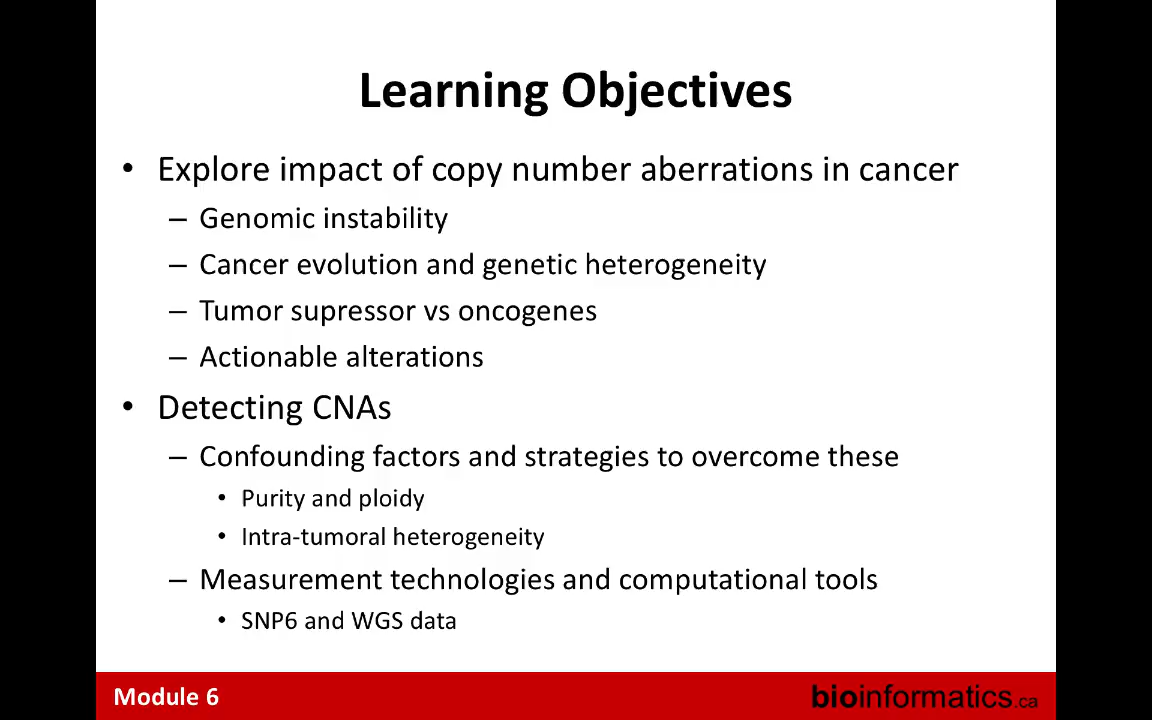 Learning Objectives
• Explore impact of copy number aberrations in cancer
– Genomic instability
– Cancer evolution and genetic heterogeneity
– Tumor supressor vs oncogenes
– Actionable alterations
• Detecting CNAs
– Confounding factors and strategies to overcome these
• Purity and ploidy
• Intra-tumoral heterogeneity
– Measurement technologies and computational tools
• SNP6 and WGS data
Module 6
bioinformatics.ca